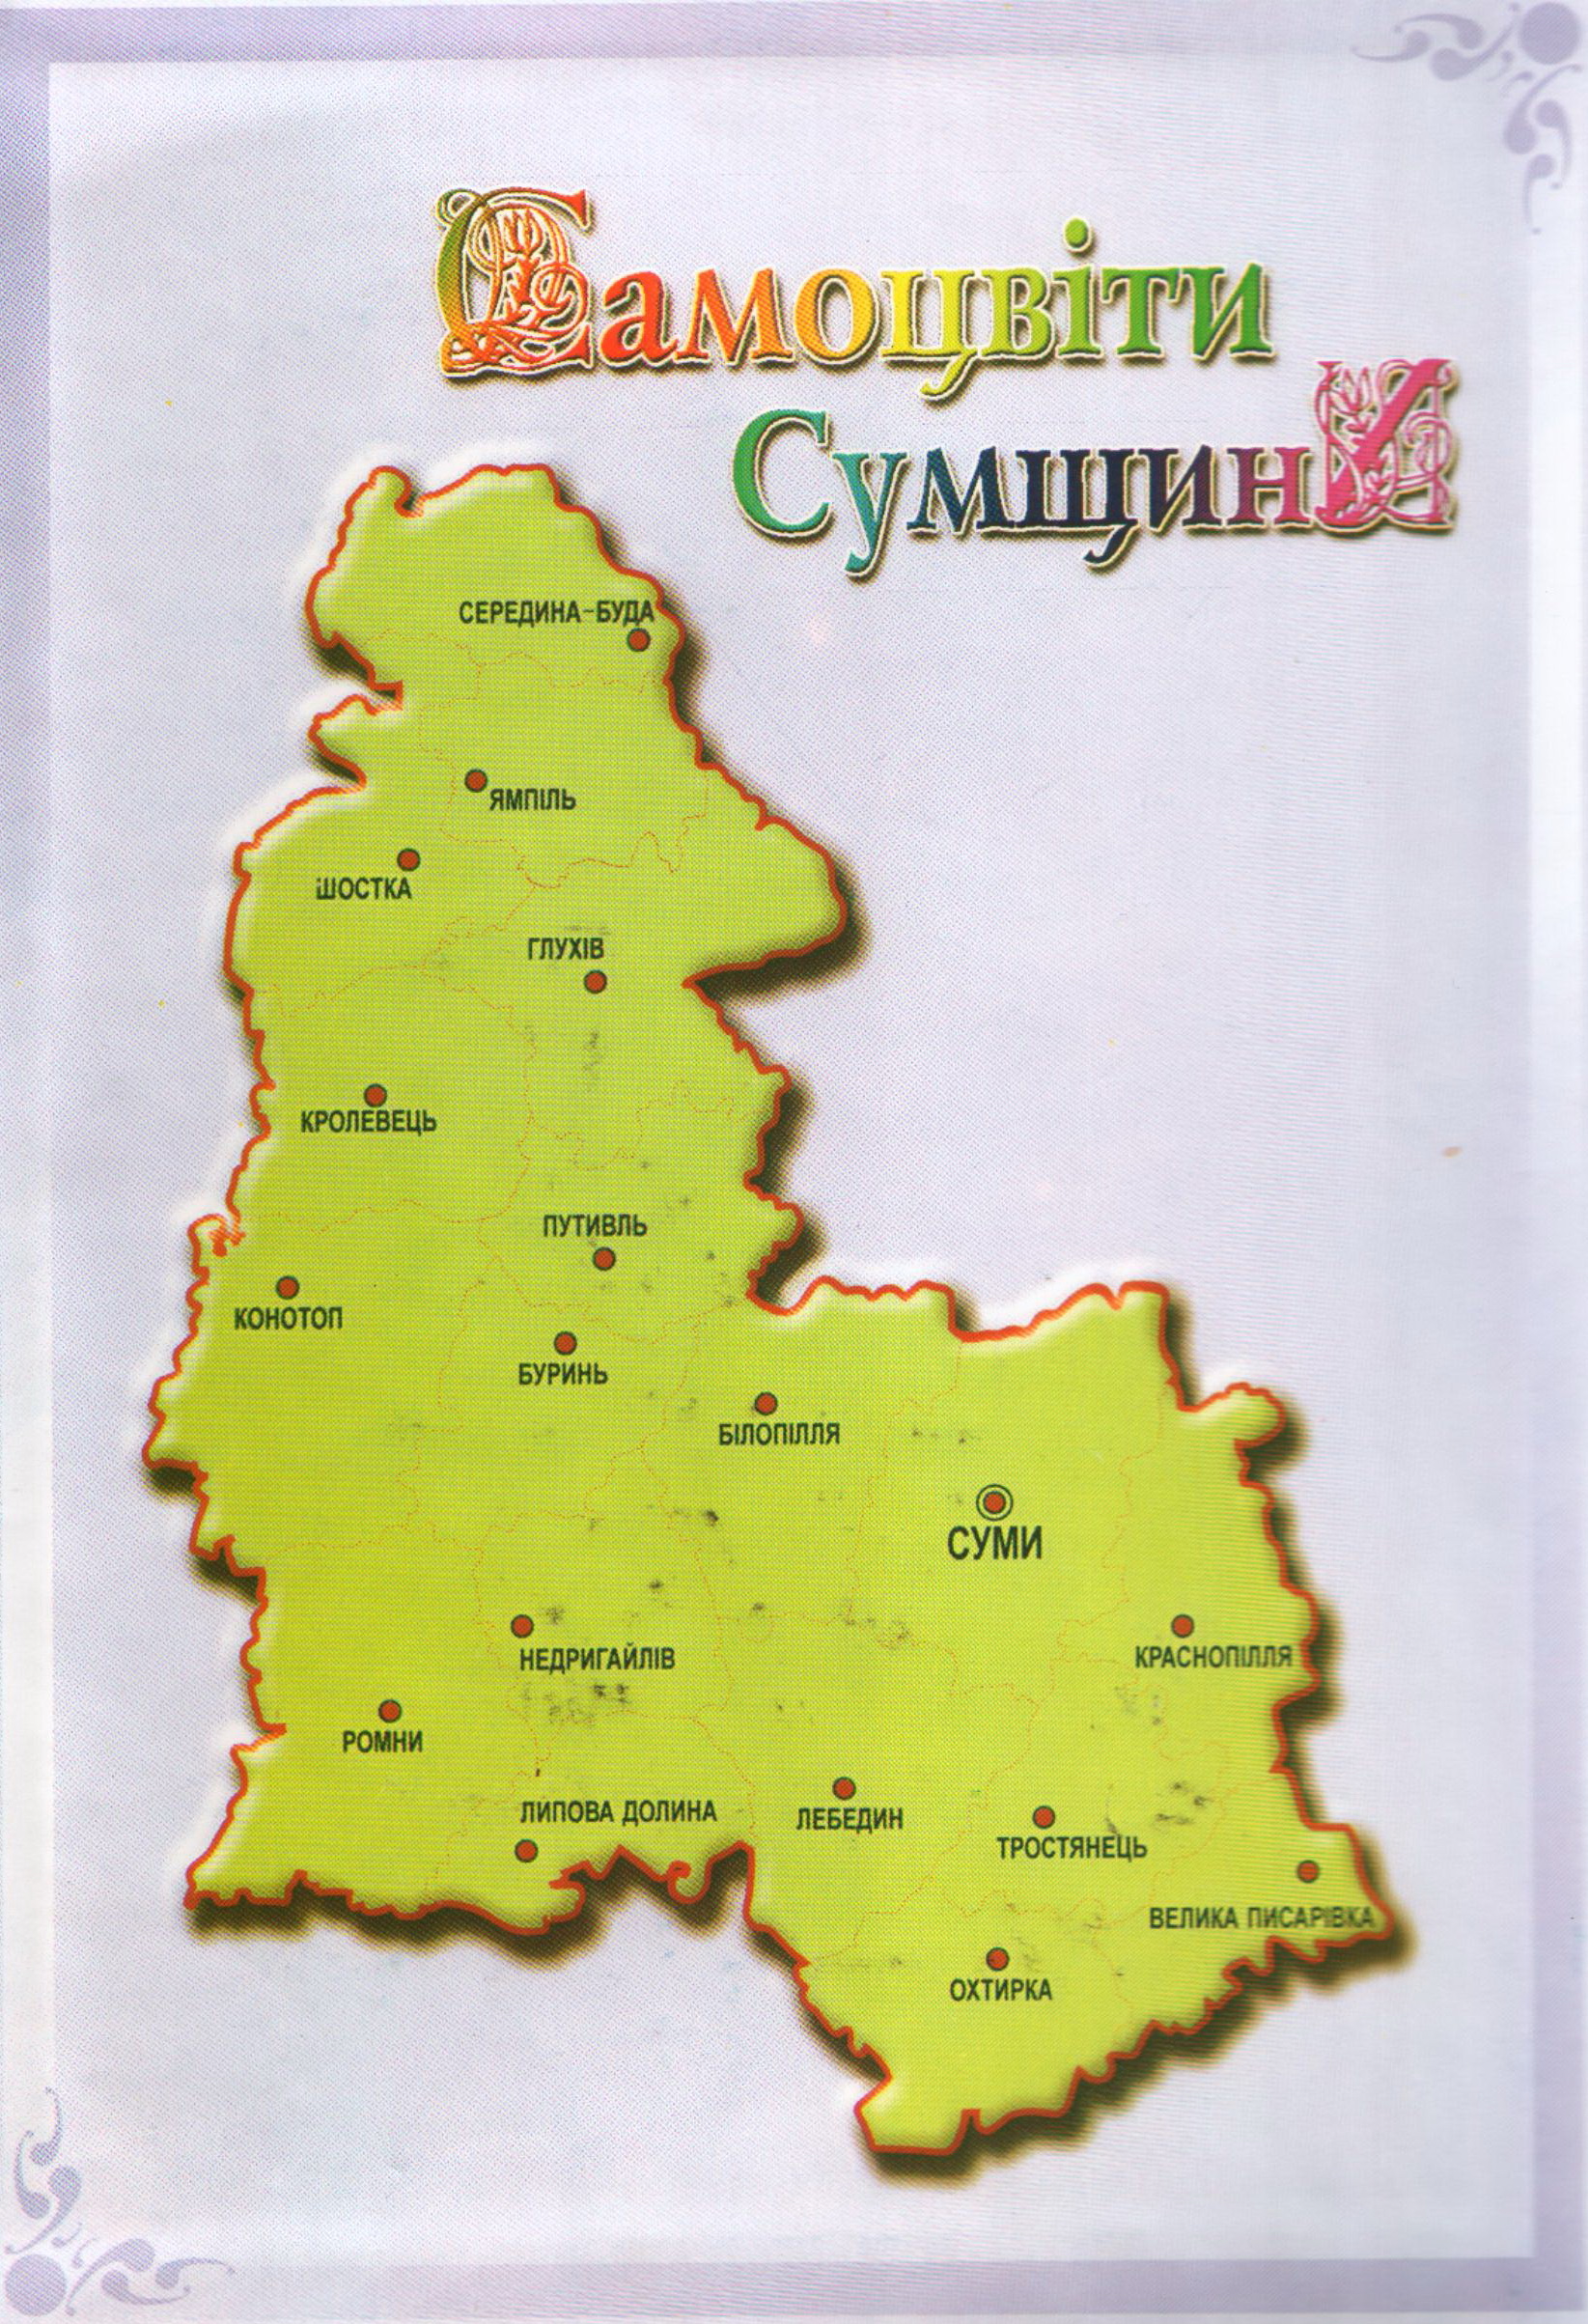 Самоцвіти
Сумщини
СЕРЕДИНА-БУДА
ЯМПІЛЬ
ШОСТКА
ГЛУХІВ
КРОЛЕВЕЦЬ
ПУТИВЛЬ
КОНОТОП
БУРИНЬ
БІЛОПІЛЛЯ
СУМИ
НЕДРИГАЙЛІВ
КРАСНОПІЛЛЯ
РОМНИ
ЛИПОВА ДОЛИНА
ЛЕБЕДИН
ТРОСТЯНЕЦЬ
ВЕЛИКА ПИСАРІВКА
ОХТИРКА